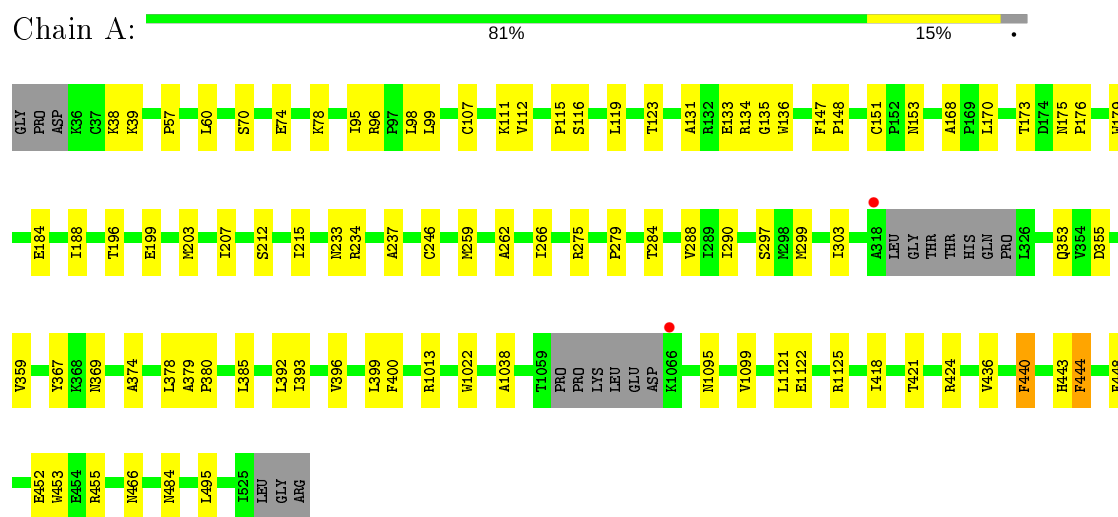 Chain A:
81% 15% •
GLY PRO ASP K36 C37 K38 K39 P57 L60 S70 E74 K78 I95 R96 P97 L98 L99 C107 K111 V112 P115 S116 L119 T123 A131 R132 E133 R134 G135 W136 F147 P148 C151 P152 N153 A168 P169 L170 T173 D174 N175 P176
E184 I188 T196 E199 M203 I207 S212 I215 N233 R234 A237 C246 M259 A262 I266 R275 P279 T284 V288 I289 I290 S297 M298 M299 I303 A318 LEU GLY THR THR HIS GLN PRO L326 Q353 V354 D355
V359 Y367 K368 N369 A374 L378 A379 P380 L385 L392 I393 V396 L399 F400 R1013 W1022 A1038 T1059 PRO PRO LYS LEU GLU ASP K1066 N1095 V1099 L1121 E1122 R1125 I418 T421 R424 V436 F440 H443 F444
E452 W453 E454 R455 N466 N484 L495 I525 LEU GLY ARG